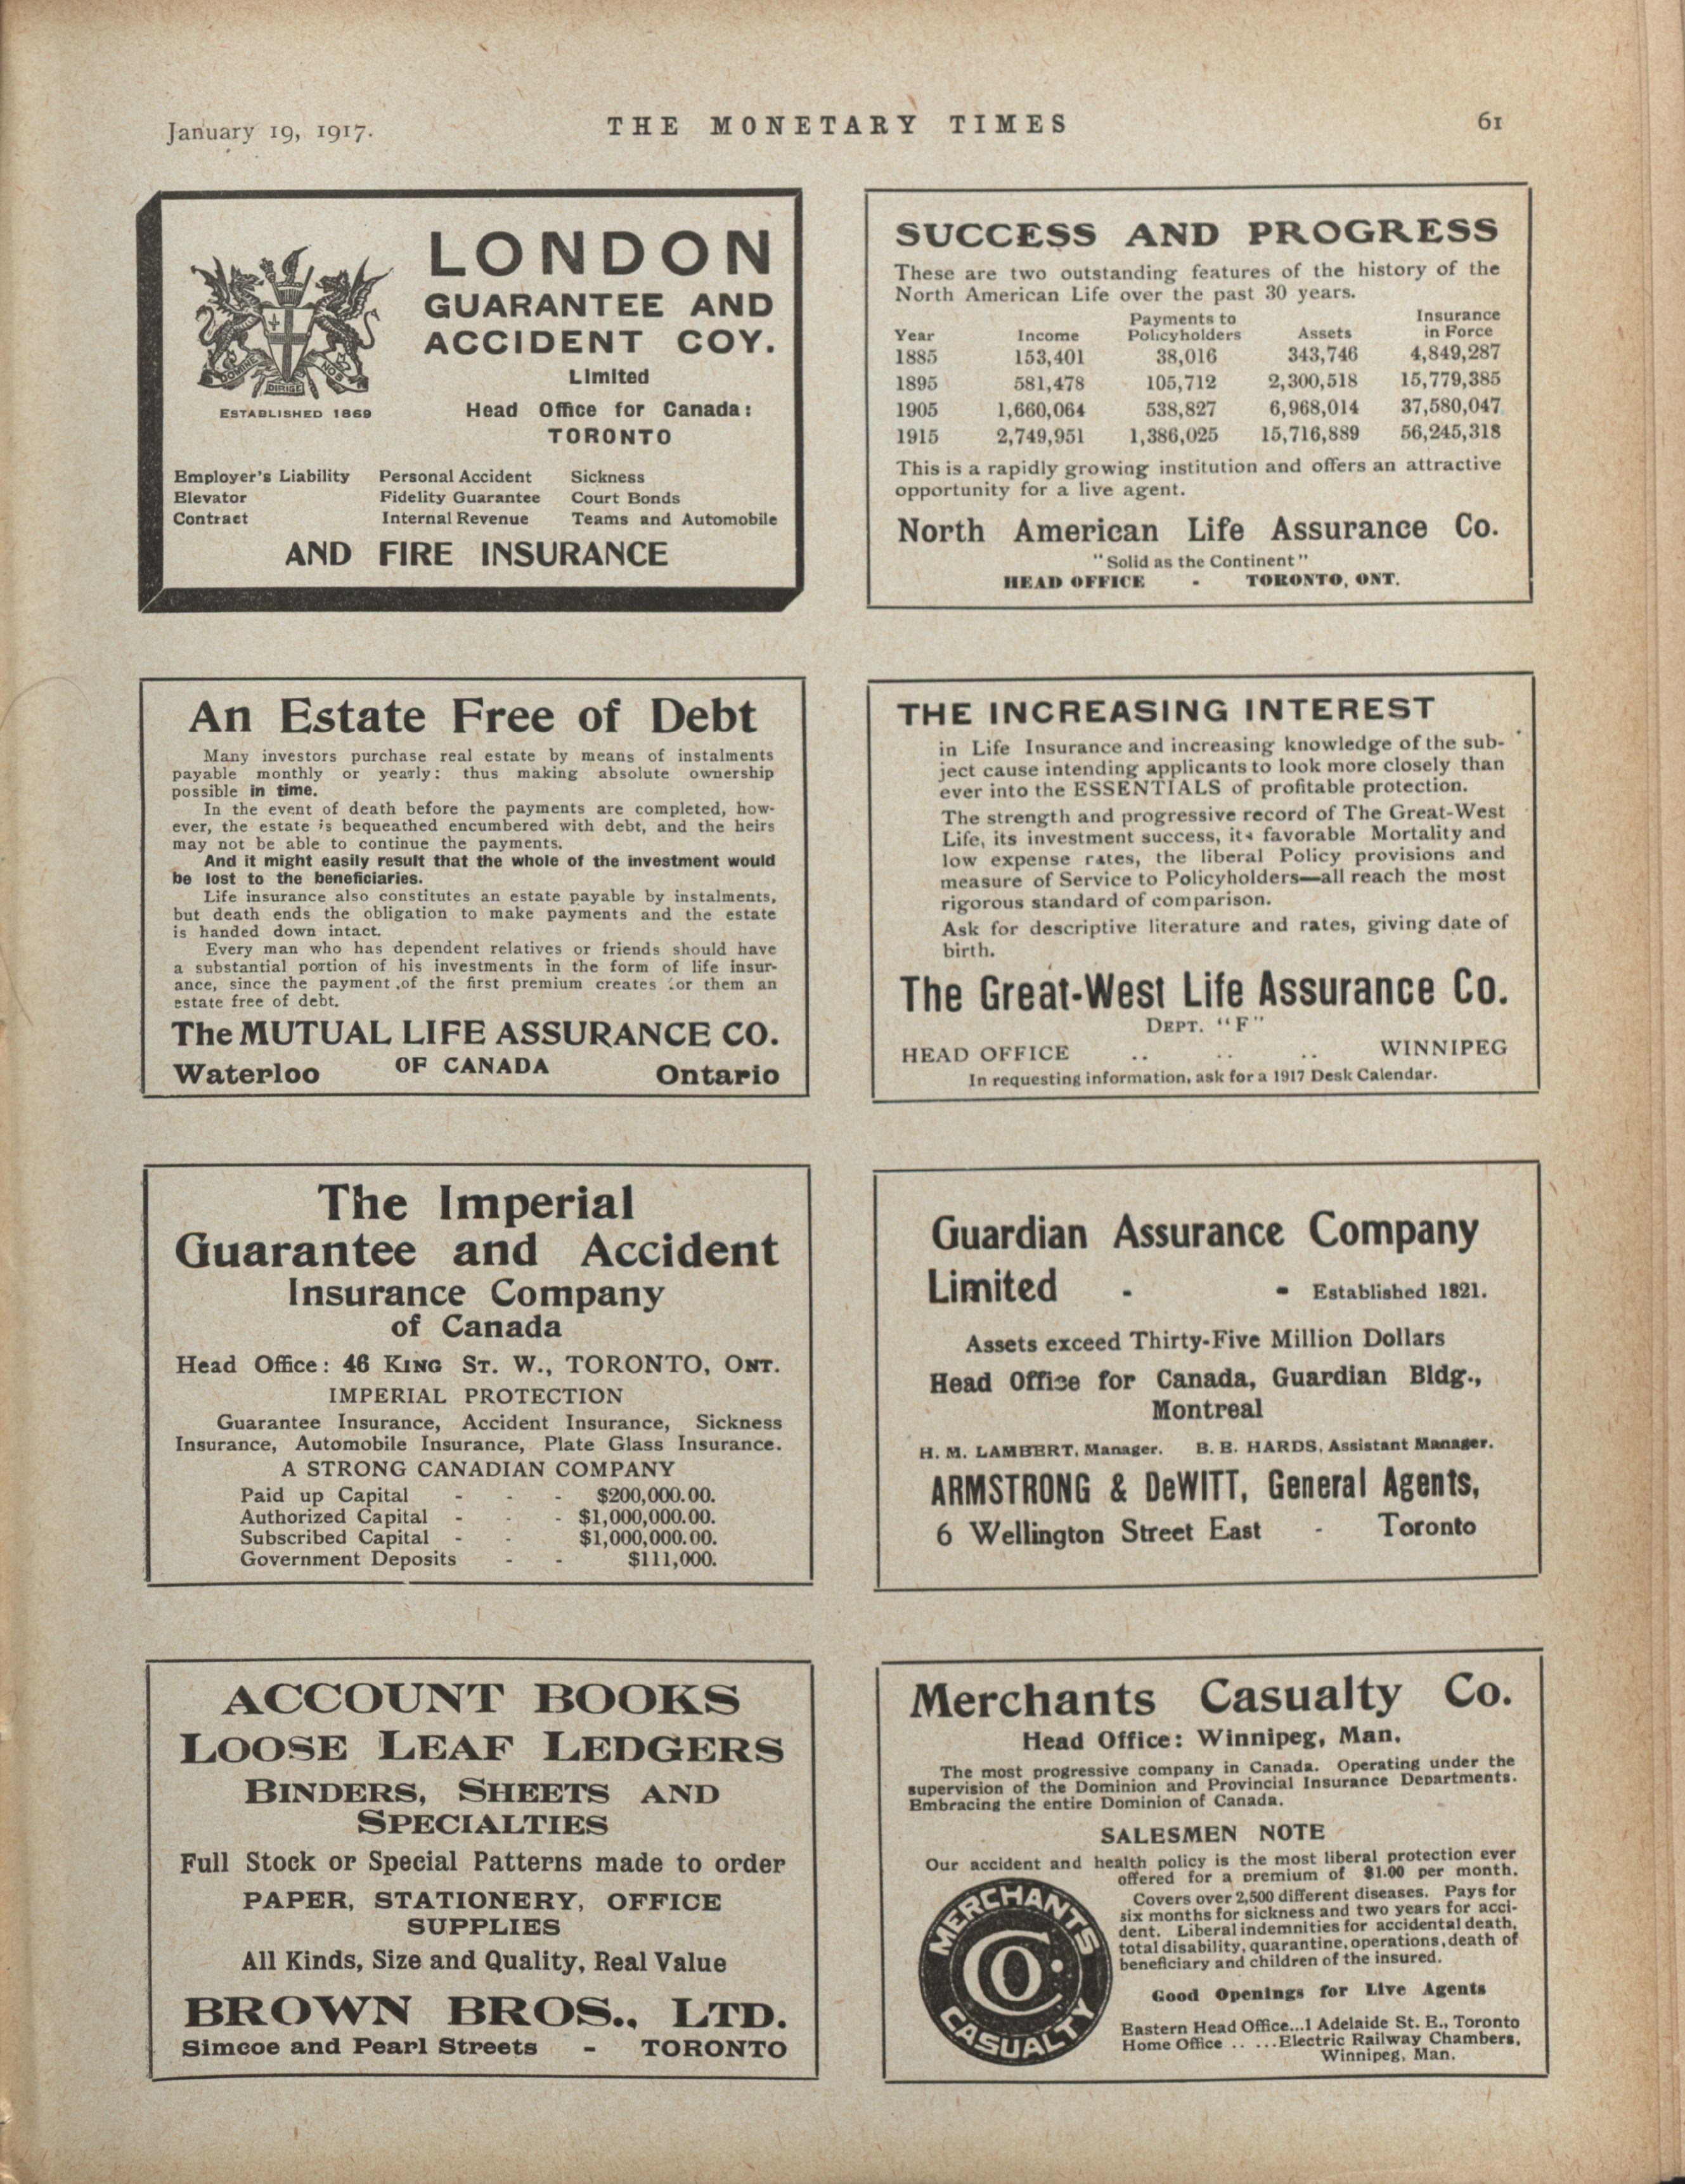 January 19, 1917.
THE MONETARY TIMES
61
LONDON
GUARANTEE AND
ACCIDENT COY.
Limited
DOMINE DIRIGE NOS
ESTABLISHED 1869
Head Office for Canada:
TORONTO
Employer's Liability Personal Accident Sickness
Elevator Fidelity Guarantee Court Bonds
Contract Internal Revenue Teams and Automobile
AND FIRE INSURANCE
SUCCESS AND PROGRESS
These are two outstanding features of the history of the
North American Life over the past 30 years.
Year Income Payments to Policyholders Assets Insurance in Force
1885 153,401 38,016 343,746 4,849,287
1895 581,478 105,712 2,300,518 15,779,385
1905 1,660,064 538,827 6,968,014 37,580,047
1915 2,749,951 1,386,025 15,716,889 56,245,318
This is a rapidly growing institution and offers an attractive
opportunity for a live agent.
North American Life Assurance Co.
"Solid as the Continent"
HEAD OFFICE - TORONTO, ONT.
An Estate Free of Debt
Many investors purchase real estate by means of instalments
payable monthly or yearly: thus making absolute ownership
possible in time.
In the event of death before the payments are completed, how-
ever, the estate is bequeathed encumbered with debt, and the heirs
may not be able to continue the payments.
And it might easily result that the whole of the investment would
be lost to the beneficiaries.
Life insurance also constitutes an estate payable by instalments,
but death ends the obligation to make payments and the estate
is handed down intact.
Every man who has dependent relatives or friends should have
a substantial portion of his investments in the form of life insur-
ance, since the payment of the first premium creates for them an
estate free of debt.
The MUTUAL LIFE ASSURANCE CO.
Waterloo OF CANADA Ontario
THE INCREASING INTEREST
in Life Insurance and increasing knowledge of the sub-
ject cause intending applicants to look more closely than
ever into the ESSENTIALS of profitable protection.
The strength and progressive record of The Great-West
Life, its investment success, its favorable Mortality and
low expense rates, the liberal Policy provisions and
measure of Service to Policyholders—all reach the most
rigorous standard of comparison.
Ask for descriptive literature and rates, giving date of
birth.
The Great-West Life Assurance Co.
DEPT. "F"
HEAD OFFICE .. .. .. WINNIPEG
In requesting information, ask for a 1917 Desk Calendar.
The Imperial
Guarantee and Accident
Insurance Company
of Canada
Head Office: 46 KING ST. W., TORONTO, ONT.
IMPERIAL PROTECTION
Guarantee Insurance, Accident Insurance, Sickness
Insurance, Automobile Insurance, Plate Glass Insurance.
A STRONG CANADIAN COMPANY
Paid up Capital - - - $200,000.00.
Authorized Capital - - - $1,000,000.00.
Subscribed Capital - - $1,000,000.00.
Government Deposits - - $111,000.
Guardian Assurance Company
Limited - - Established 1821.
Assets exceed Thirty-Five Million Dollars
Head Office for Canada, Guardian Bldg.,
Montreal
H. M. LAMBERT, Manager. B. E. HARDS, Assistant Manager.
ARMSTRONG & DeWITT, General Agents,
6 Wellington Street East - Toronto
ACCOUNT BOOKS
LOOSE LEAF LEDGERS
BINDERS, SHEETS AND
SPECIALTIES
Full Stock or Special Patterns made to order
PAPER, STATIONERY, OFFICE
SUPPLIES
All Kinds, Size and Quality, Real Value
BROWN BROS., LTD.
Simcoe and Pearl Streets - TORONTO
Merchants Casualty Co.
Head Office: Winnipeg, Man.
The most progressive company in Canada. Operating under the
supervision of the Dominion and Provincial Insurance Departments.
Embracing the entire Dominion of Canada.
SALESMEN NOTE
Our accident and health policy is the most liberal protection ever
offered for a premium of $1.00 per month.
Covers over 2,500 different diseases. Pays for
six months for sickness and two years for acci-
dent. Liberal indemnities for accidental death,
total disability, quarantine, operations, death of
beneficiary and children of the insured.
MERCHANTS
CO.
CASUALTY
Good Openings for Live Agents
Eastern Head Office...1 Adelaide St. E., Toronto
Home Office .. ...Electric Railway Chambers,
Winnipeg, Man.